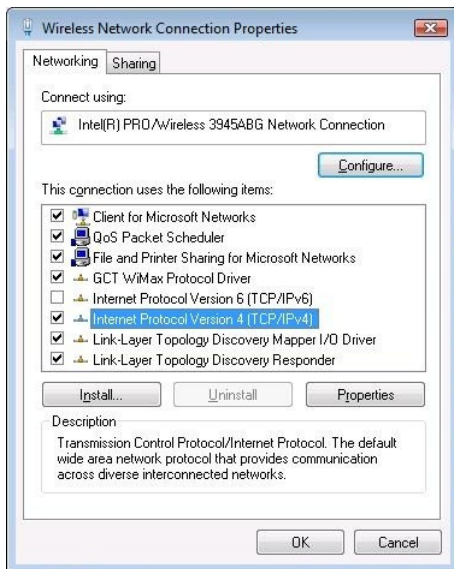 Wireless Network Connection Properties
Networking Sharing
Connect using:
Intel(R) PRO/Wireless 3945ABG Network Connection
Configure...
This connection uses the following items:
Client for Microsoft Networks
QoS Packet Scheduler
File and Printer Sharing for Microsoft Networks
GCT WiMax Protocol Driver
Internet Protocol Version 6 (TCP/IPv6)
Internet Protocol Version 4 (TCP/IPv4)
Link-Layer Topology Discovery Mapper I/O Driver
Link-Layer Topology Discovery Responder
Install... Uninstall Properties
Description
Transmission Control Protocol/Internet Protocol. The default
wide area network protocol that provides communication
across diverse interconnected networks.
OK Cancel